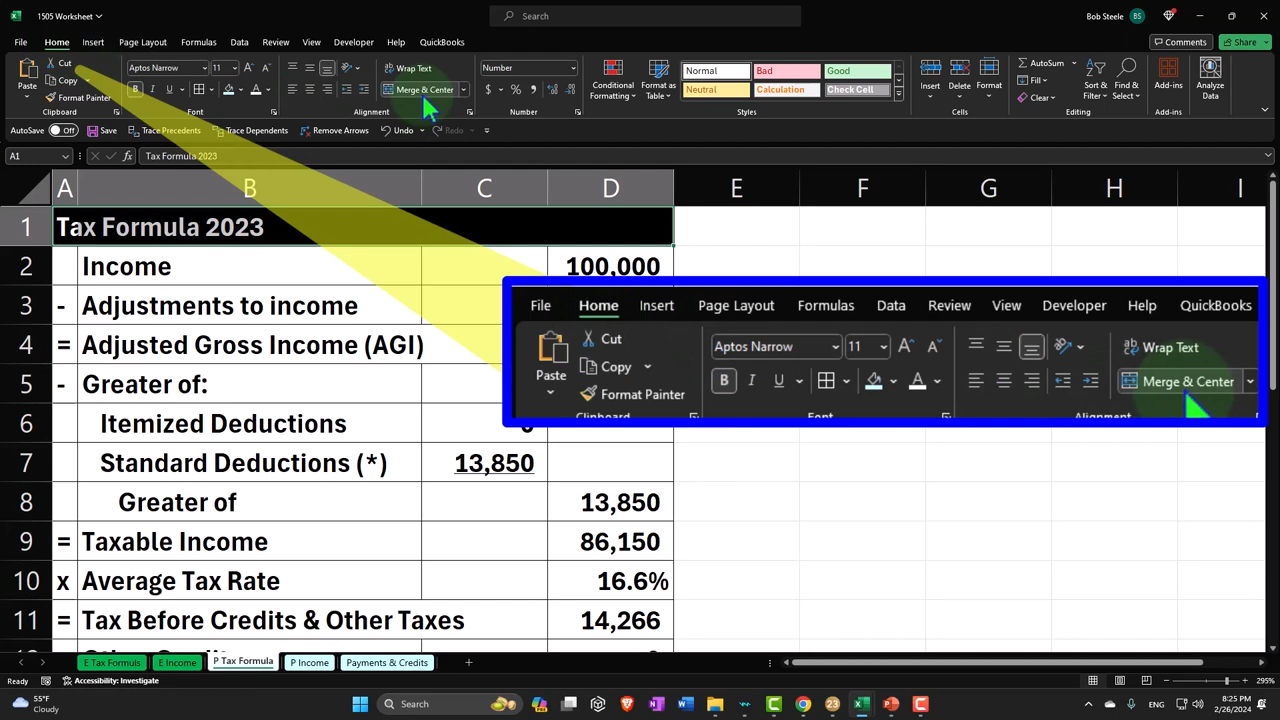 1505 Worksheet
Search
Bob Steele BS
File Home Insert Page Layout Formulas Data Review View Developer Help QuickBooks
Comments Share
Paste
Cut
Copy
Format Painter
Clipboard
Aptos Narrow 11
B I U
Wrap Text
Merge & Center
Alignment
Number
$ % 9
Number
Conditional Formatting
Format as Table
Normal Bad Good
Neutral Calculation Check Cell
Styles
Insert Delete Format
Cells
AutoSum
Fill
Clear
Sort & Filter
Find & Select
Editing
Add-ins
Add-ins
Analyze Data
AutoSave Off Save Trace Precedents Trace Dependents Remove Arrows Undo Redo
A1 fx Tax Formula 2023
A B C D E F G H I
1 Tax Formula 2023
2 Income 100,000
3 - Adjustments to income
4 = Adjusted Gross Income (AGI)
5 - Greater of:
6 Itemized Deductions
7 Standard Deductions (*) 13,850
8 Greater of 13,850
9 = Taxable Income 86,150
10 x Average Tax Rate 16.6%
11 = Tax Before Credits & Other Taxes 14,266
File Home Insert Page Layout Formulas Data Review View Developer Help QuickBooks
Paste
Cut
Copy
Format Painter
Aptos Narrow 11
B I U A
Wrap Text
Merge & Center
E Tax Formuls E Income P Tax Formula P Income Payments & Credits
Ready Accessibility: Investigate 295%
55°F
Cloudy
Search
ENG
8:25 PM
2/26/2024